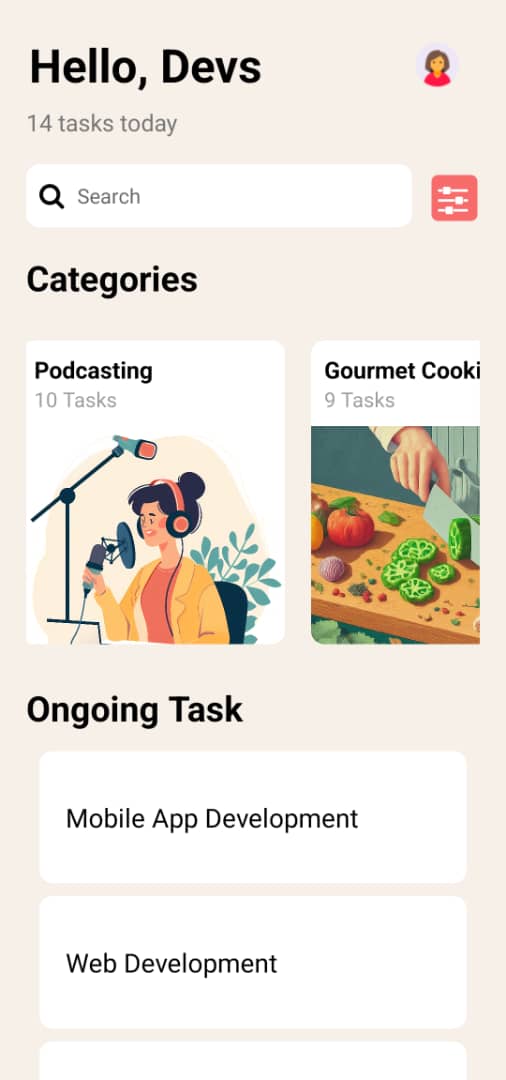 Hello, Devs
14 tasks today
Search
Categories
Podcasting
10 Tasks
Gourmet Cooki
9 Tasks
Ongoing Task
Mobile App Development
Web Development